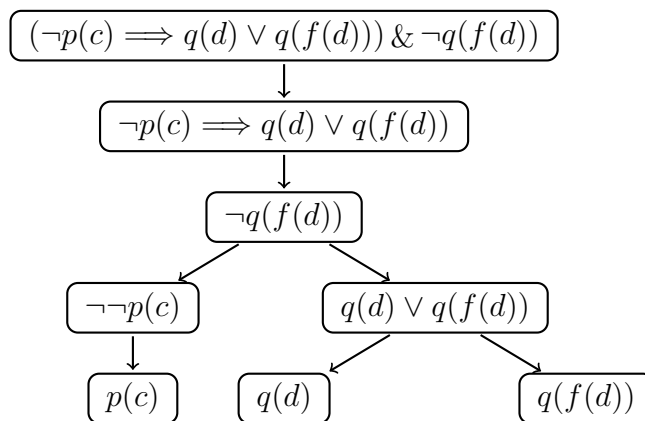 (¬p(c) ⟹ q(d) ∨ q(f(d))) & ¬q(f(d))
¬p(c) ⟹ q(d) ∨ q(f(d))
¬q(f(d))
¬¬p(c) q(d) ∨ q(f(d))
p(c) q(d) q(f(d))